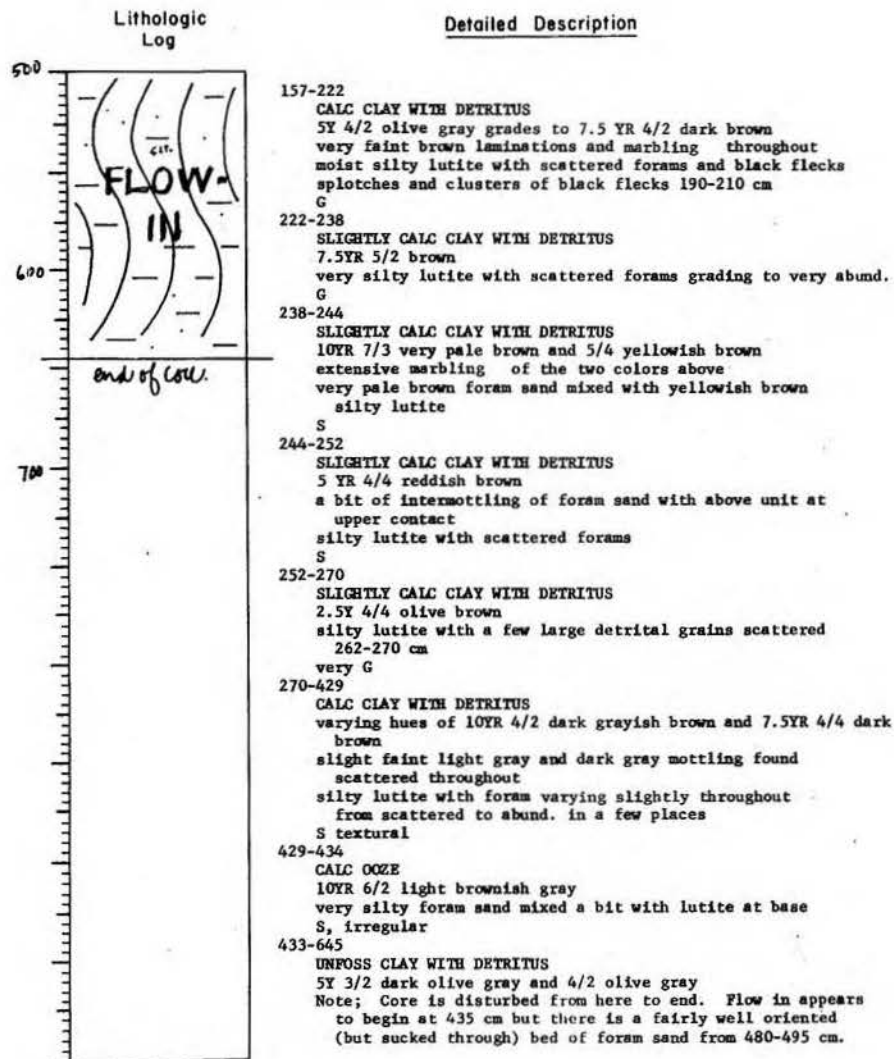 Lithologic
Log
Detailed Description
500
silt.
FLOW-
IN
600
end of core.
700
157-222
CALC CLAY WITH DETRITUS
5Y 4/2 olive gray grades to 7.5 YR 4/2 dark brown
very faint brown laminations and marbling throughout
moist silty lutite with scattered forams and black flecks
splotches and clusters of black flecks 190-210 cm
G
222-238
SLIGHTLY CALC CLAY WITH DETRITUS
7.5YR 5/2 brown
very silty lutite with scattered forams grading to very abund.
G
238-244
SLIGHTLY CALC CLAY WITH DETRITUS
10YR 7/3 very pale brown and 5/4 yellowish brown
extensive marbling of the two colors above
very pale brown foram sand mixed with yellowish brown
silty lutite
S
244-252
SLIGHTLY CALC CLAY WITH DETRITUS
5 YR 4/4 reddish brown
a bit of intermottling of foram sand with above unit at
upper contact
silty lutite with scattered forams
S
252-270
SLIGHTLY CALC CLAY WITH DETRITUS
2.5Y 4/4 olive brown
silty lutite with a few large detrital grains scattered
262-270 cm
very G
270-429
CALC CLAY WITH DETRITUS
varying hues of 10YR 4/2 dark grayish brown and 7.5YR 4/4 dark
brown
slight faint light gray and dark gray mottling found
scattered throughout
silty lutite with foram varying slightly throughout
from scattered to abund. in a few places
S textural
429-434
CALC OOZE
10YR 6/2 light brownish gray
very silty foram sand mixed a bit with lutite at base
S, irregular
433-645
UNFOSS CLAY WITH DETRITUS
5Y 3/2 dark olive gray and 4/2 olive gray
Note; Core is disturbed from here to end. Flow in appears
to begin at 435 cm but there is a fairly well oriented
(but sucked through) bed of foram sand from 480-495 cm.